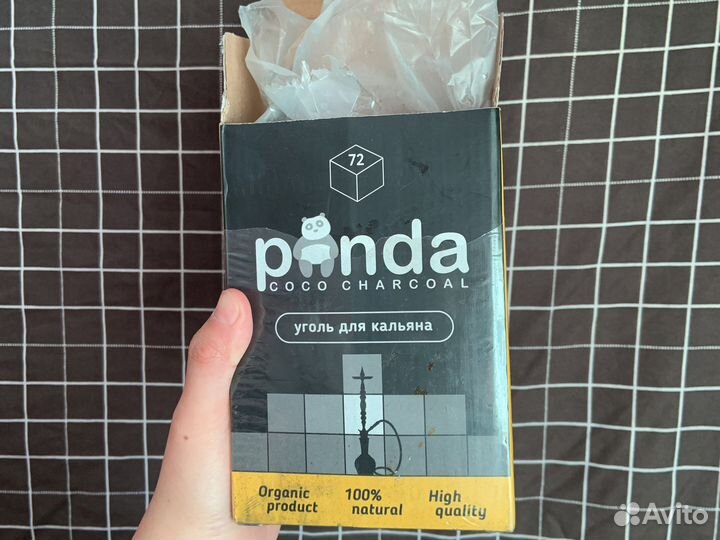 72
panda
COCO CHARCOAL
уголь для кальяна
Organic product
100% natural
High quality
Avito